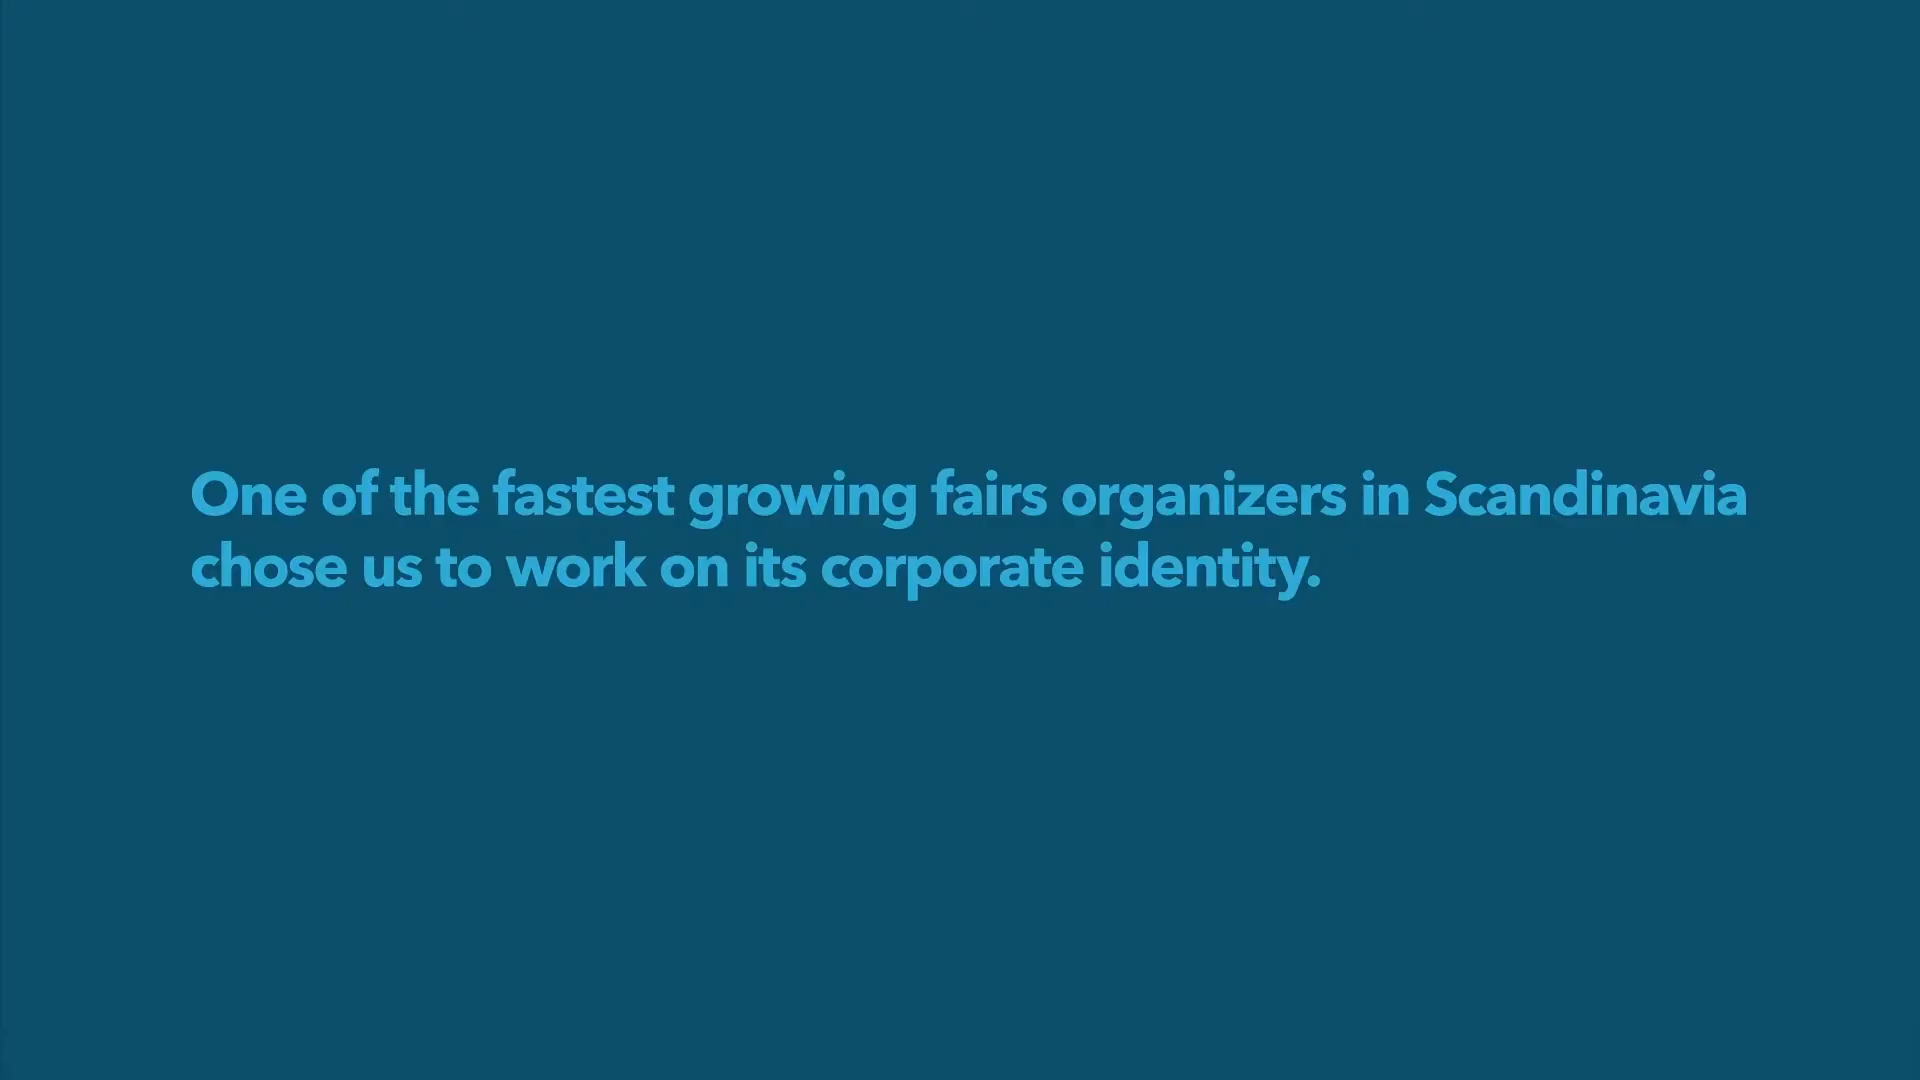 One of the fastest growing fairs organizers in Scandinavia
chose us to work on its corporate identity.